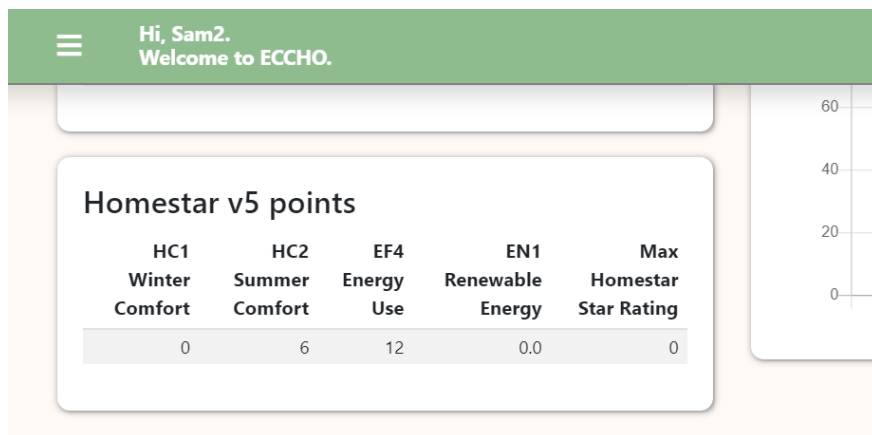 Hi, Sam2.
Welcome to ECCHO.
Homestar v5 points
HC1 HC2 EF4 EN1 Max
Winter Summer Energy Renewable Homestar
Comfort Comfort Use Energy Star Rating
0 6 12 0.0 0
60
40
20
0